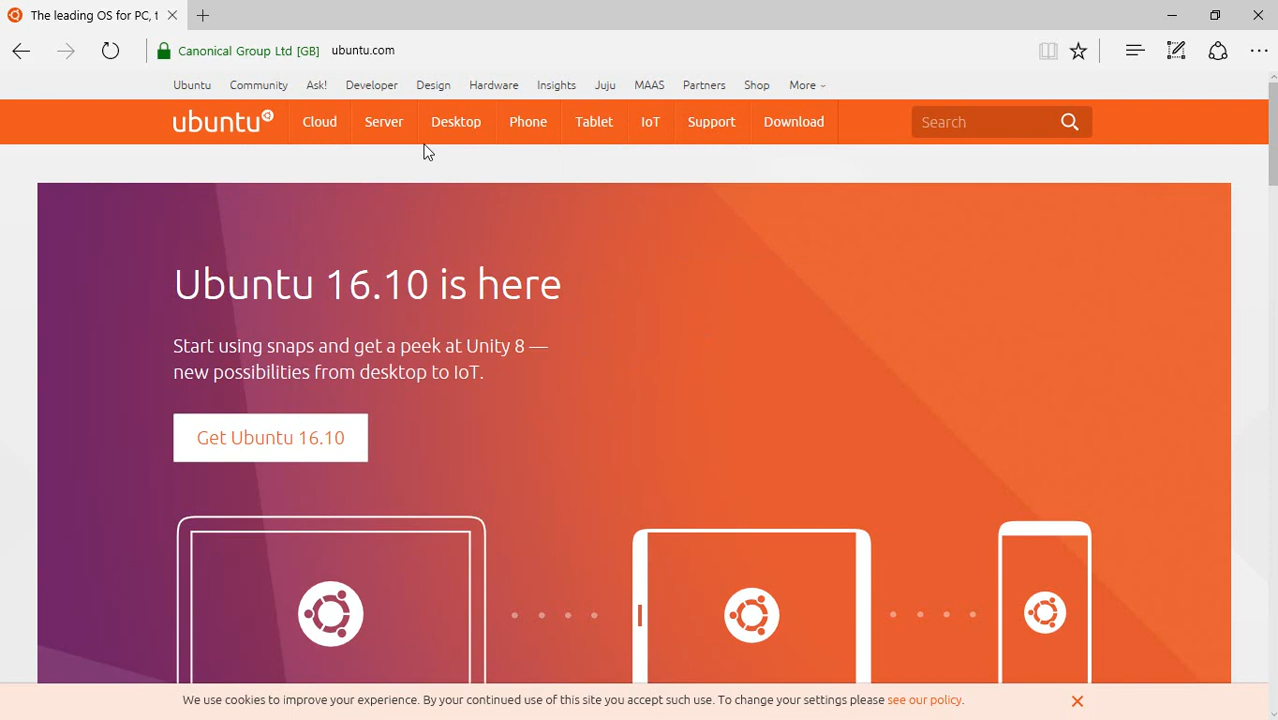 The leading OS for PC, t
Canonical Group Ltd [GB] ubuntu.com
Ubuntu Community Ask! Developer Design Hardware Insights Juju MAAS Partners Shop More
ubuntu Cloud Server Desktop Phone Tablet IoT Support Download Search
Ubuntu 16.10 is here
Start using snaps and get a peek at Unity 8 —
new possibilities from desktop to IoT.
Get Ubuntu 16.10
We use cookies to improve your experience. By your continued use of this site you accept such use. To change your settings please see our policy.